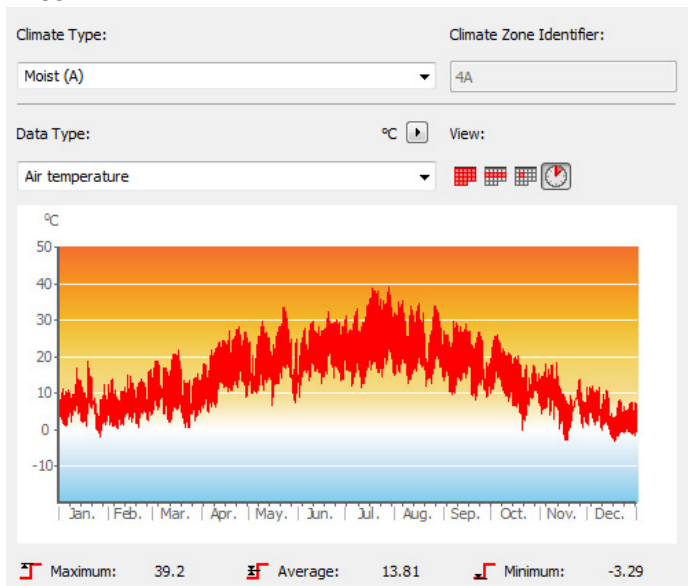 Climate Type:
Climate Zone Identifier:
Moist (A)
4A
Data Type:
ºC
View:
Air temperature
ºC
50
40
30
20
10
0
-10
Jan. Feb. Mar. Apr. May. Jun. Jul. Aug. Sep. Oct. Nov. Dec.
Maximum: 39.2 Average: 13.81 Minimum: -3.29